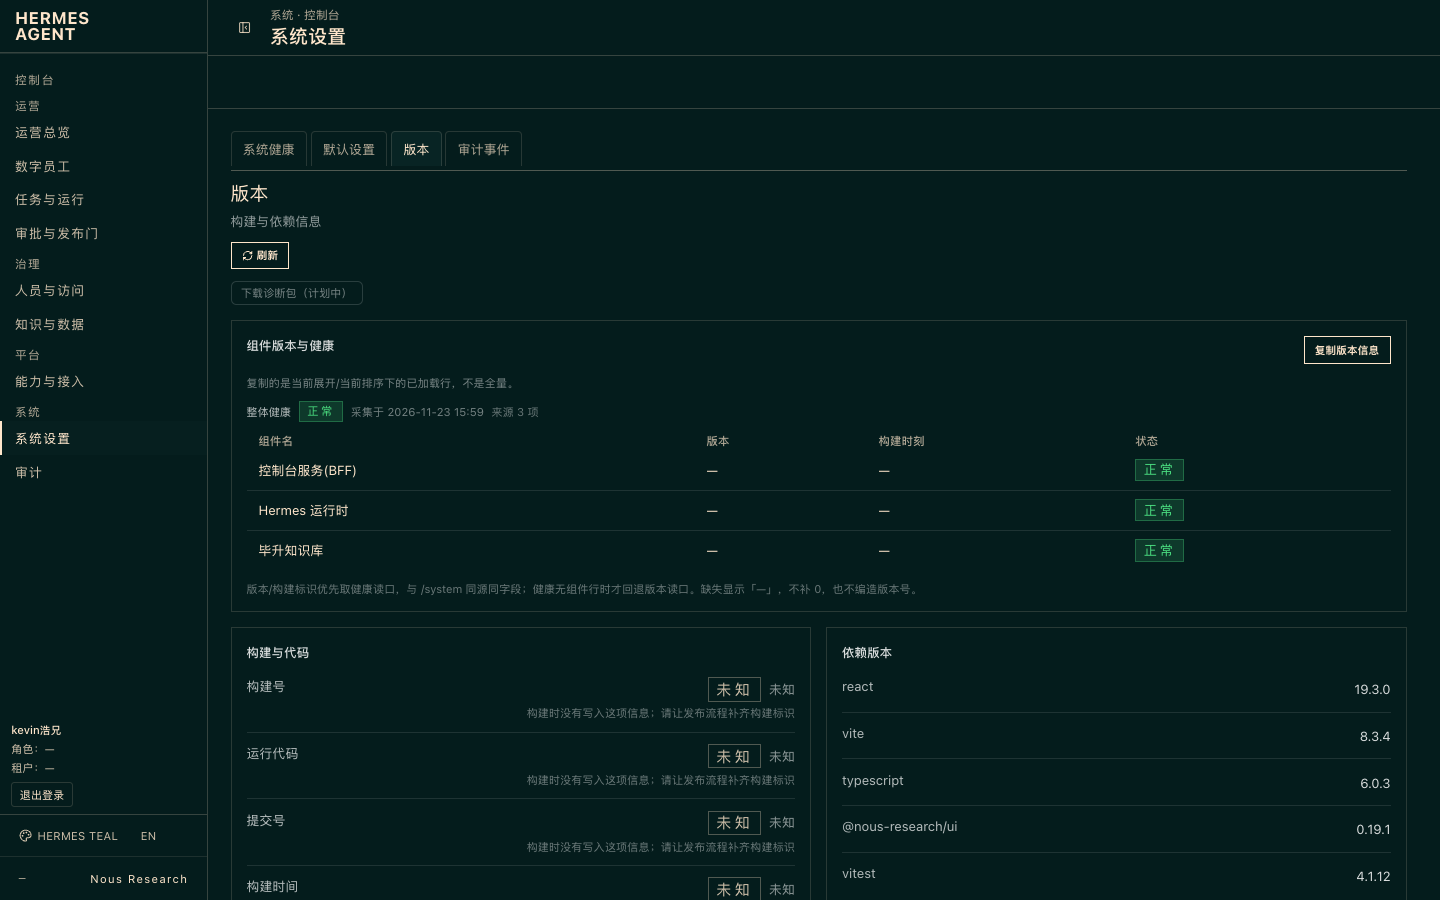 HERMES
AGENT
控制台
运营
运营总览
数字员工
任务与运行
审批与发布门
治理
人员与访问
知识与数据
平台
能力与接入
系统
系统设置
审计
kevin浩兄
角色: —
租户: —
退出登录
HERMES TEAL EN
— Nous Research
系统 · 控制台
系统设置
系统健康 默认设置 版本 审计事件
版本
构建与依赖信息
刷新
下载诊断包（计划中）
组件版本与健康 复制版本信息
复制的是当前展开/当前排序下的已加载行，不是全量。
整体健康 正常 采集于 2026-11-23 15:59 来源 3 项
组件名 版本 构建时刻 状态
控制台服务(BFF) — — 正常
Hermes 运行时 — — 正常
毕升知识库 — — 正常
版本/构建标识优先取健康读口，与 /system 同源同字段；健康无组件行时才回退版本读口。缺失显示「—」，不补 0，也不编造版本号。
构建与代码
构建号 未知 未知
构建时没有写入这项信息；请让发布流程补齐构建标识
运行代码 未知 未知
构建时没有写入这项信息；请让发布流程补齐构建标识
提交号 未知 未知
构建时没有写入这项信息；请让发布流程补齐构建标识
构建时间 未知 未知
依赖版本
react 19.3.0
vite 8.3.4
typescript 6.0.3
@nous-research/ui 0.19.1
vitest 4.1.12